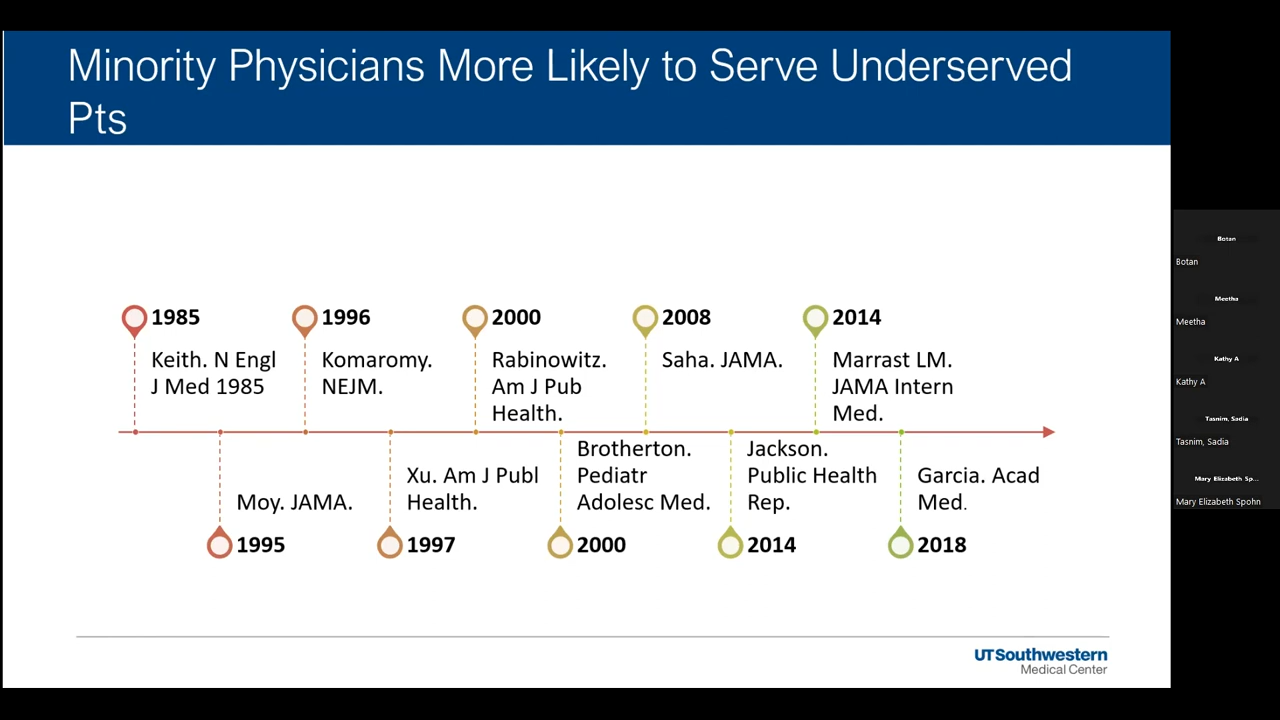 Minority Physicians More Likely to Serve Underserved
Pts
1985
Keith. N Engl
J Med 1985
1996
Komaromy.
NEJM.
2000
Rabinowitz.
Am J Pub
Health.
2008
Saha. JAMA.
2014
Marrast LM.
JAMA Intern
Med.
Moy. JAMA.
1995
Xu. Am J Publ
Health.
1997
Brotherton.
Pediatr
Adolesc Med.
2000
Jackson.
Public Health
Rep.
2014
Garcia. Acad
Med.
2018
UTSouthwestern
Medical Center
Botan
Botan
Meetha
Meetha
Kathy A
Kathy A
Tasnim, Sadia
Tasnim, Sadia
Mary Elizabeth Sp...
Mary Elizabeth Spohn